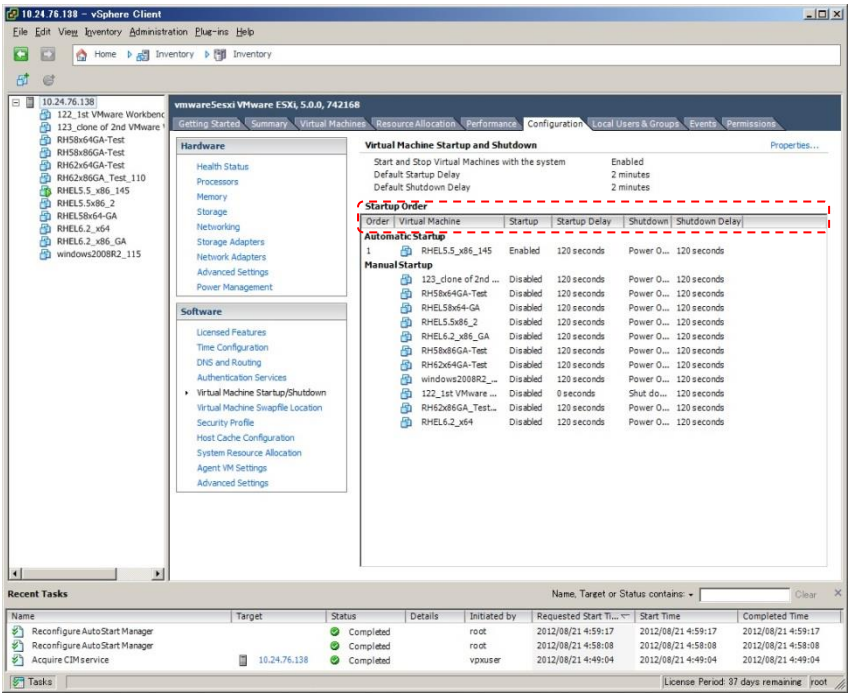 10.24.76.138 - vSphere Client
File Edit View Inventory Administration Plug-ins Help
Home Inventory Inventory
10.24.76.138
122_1st VMware Workbenc
123_clone of 2nd VMware
RH58x64GA-Test
RH58x86GA-Test
RH62x64GA-Test
RH62x86GA_Test_110
RHEL5.5_x86_145
RHEL5.5x86_2
RHEL58x64-GA
RHEL6.2_x64
RHEL6.2_x86_GA
windows2008R2_115
vmware5esxi VMware ESXi, 5.0.0, 742168
Getting Started Summary Virtual Machines Resource Allocation Performance Configuration Local Users & Groups Events Permissions
Hardware
Health Status
Processors
Memory
Storage
Networking
Storage Adapters
Network Adapters
Advanced Settings
Power Management
Software
Licensed Features
Time Configuration
DNS and Routing
Authentication Services
Virtual Machine Startup/Shutdown
Virtual Machine Swapfile Location
Security Profile
Host Cache Configuration
System Resource Allocation
Agent VM Settings
Advanced Settings
Virtual Machine Startup and Shutdown Properties...
Start and Stop Virtual Machines with the system Enabled
Default Startup Delay 2 minutes
Default Shutdown Delay 2 minutes
Startup Order
Order Virtual Machine Startup Startup Delay Shutdown Shutdown Delay
Automatic Startup
1 RHEL5.5_x86_145 Enabled 120 seconds Power O... 120 seconds
Manual Startup
123_clone of 2nd ... Disabled 120 seconds Power O... 120 seconds
RH58x64GA-Test Disabled 120 seconds Power O... 120 seconds
RHEL58x64-GA Disabled 120 seconds Power O... 120 seconds
RHEL5.5x86_2 Disabled 120 seconds Power O... 120 seconds
RHEL6.2_x86_GA Disabled 120 seconds Power O... 120 seconds
RH58x86GA-Test Disabled 120 seconds Power O... 120 seconds
RH62x64GA-Test Disabled 120 seconds Power O... 120 seconds
windows2008R2_... Disabled 120 seconds Power O... 120 seconds
122_1st VMware ... Disabled 0 seconds Shut do... 120 seconds
RH62x86GA_Test... Disabled 120 seconds Power O... 120 seconds
RHEL6.2_x64 Disabled 120 seconds Power O... 120 seconds
Recent Tasks Name, Target or Status contains: Clear
Name Target Status Details Initiated by Requested Start Ti... Start Time Completed Time
Reconfigure AutoStart Manager Completed root 2012/08/21 4:59:17 2012/08/21 4:59:17 2012/08/21 4:59:17
Reconfigure AutoStart Manager Completed root 2012/08/21 4:58:08 2012/08/21 4:58:08 2012/08/21 4:58:08
Acquire CIM service 10.24.76.138 Completed vpxuser 2012/08/21 4:49:04 2012/08/21 4:49:04 2012/08/21 4:49:04
Tasks License Period: 37 days remaining root